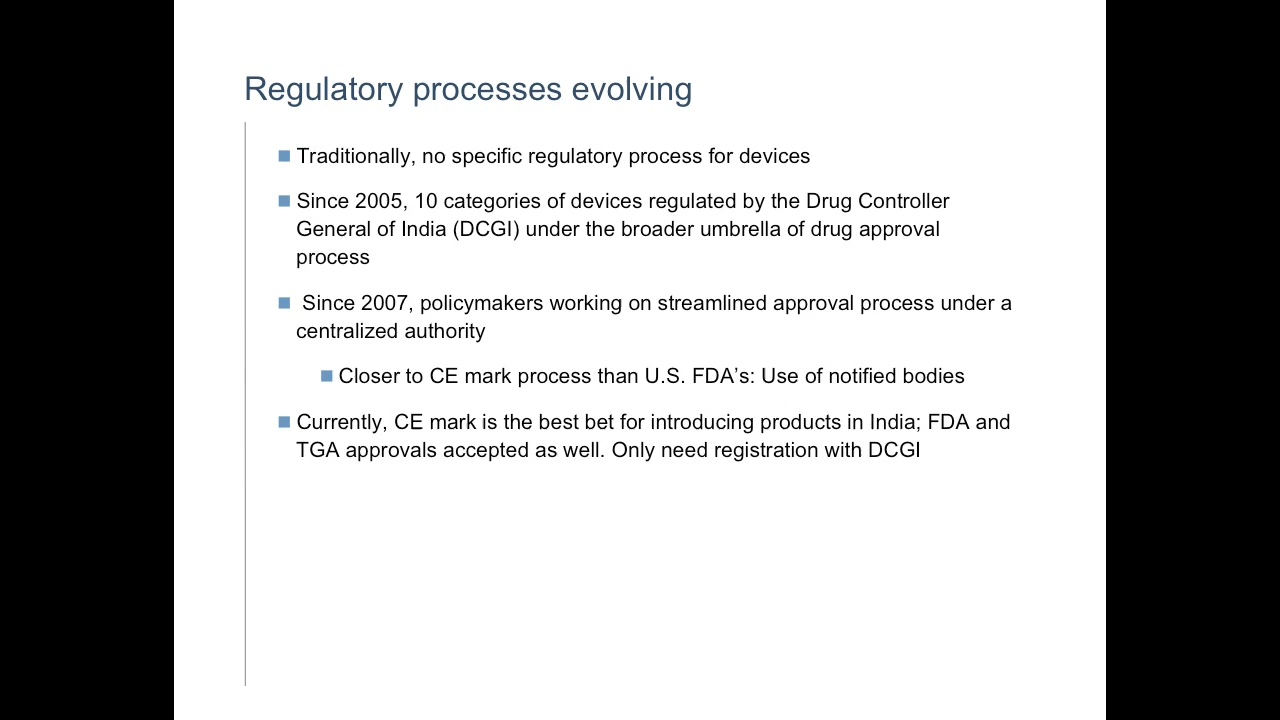 Regulatory processes evolving
Traditionally, no specific regulatory process for devices
Since 2005, 10 categories of devices regulated by the Drug Controller
General of India (DCGI) under the broader umbrella of drug approval
process
Since 2007, policymakers working on streamlined approval process under a
centralized authority
Closer to CE mark process than U.S. FDA’s: Use of notified bodies
Currently, CE mark is the best bet for introducing products in India; FDA and
TGA approvals accepted as well. Only need registration with DCGI